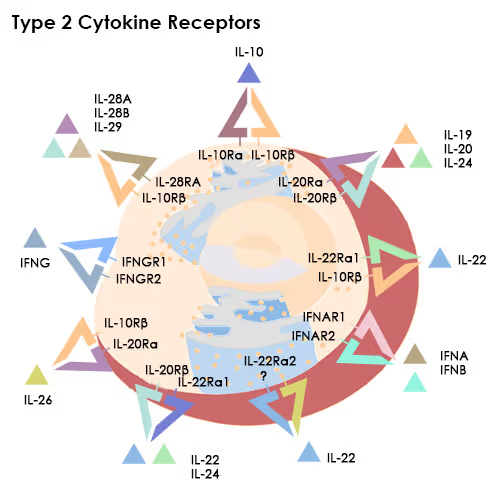 Type 2 Cytokine Receptors
IL-10
IL-28A
IL-28B
IL-29
IL-19
IL-20
IL-24
IL-10Rα
IL-10Rβ
IL-28RA
IL-10Rβ
IL-20Rα
IL-20Rβ
IFNG
IFNGR1
IFNGR2
IL-22Ra1
IL-10Rβ
IL-22
IL-10Rβ
IL-20Ra
IFNAR1
IFNAR2
IFNA
IFNB
IL-26
IL-20Rβ
IL-22Ra1
IL-22Ra2
?
IL-22
IL-24
IL-22